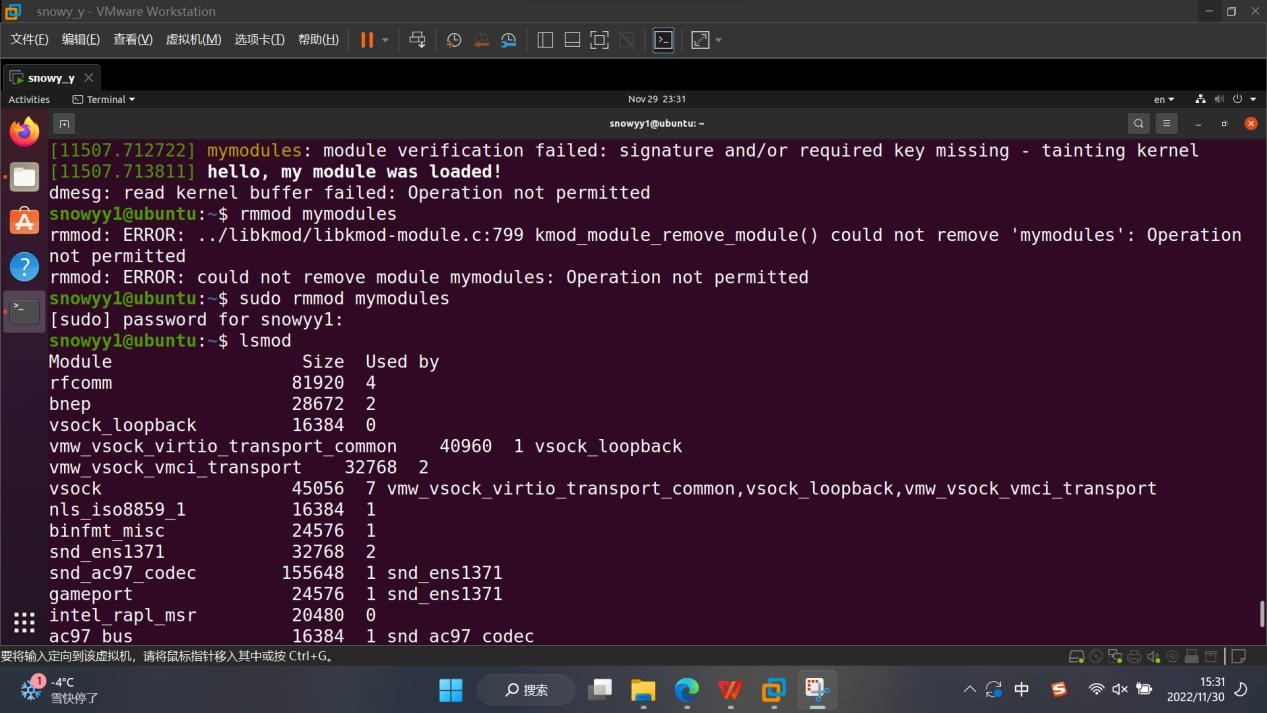 snowy_y - VMware Workstation
文件(F) 编辑(E) 查看(V) 虚拟机(M) 选项卡(T) 帮助(H)
snowy_y
Activities Terminal Nov 29 23:31 en
snowyy1@ubuntu: ~
[11507.712722] mymodules: module verification failed: signature and/or required key missing - tainting kernel
[11507.713811] hello, my module was loaded!
dmesg: read kernel buffer failed: Operation not permitted
snowyy1@ubuntu:~$ rmmod mymodules
rmmod: ERROR: ../libkmod/libkmod-module.c:799 kmod_module_remove_module() could not remove 'mymodules': Operation
not permitted
rmmod: ERROR: could not remove module mymodules: Operation not permitted
snowyy1@ubuntu:~$ sudo rmmod mymodules
[sudo] password for snowyy1:
snowyy1@ubuntu:~$ lsmod
Module Size Used by
rfcomm 81920 4
bnep 28672 2
vsock_loopback 16384 0
vmw_vsock_virtio_transport_common 40960 1 vsock_loopback
vmw_vsock_vmci_transport 32768 2
vsock 45056 7 vmw_vsock_virtio_transport_common,vsock_loopback,vmw_vsock_vmci_transport
nls_iso8859_1 16384 1
binfmt_misc 24576 1
snd_ens1371 32768 2
snd_ac97_codec 155648 1 snd_ens1371
gameport 24576 1 snd_ens1371
intel_rapl_msr 20480 0
ac97_bus 16384 1 snd_ac97_codec
要将输入定向到该虚拟机，请将鼠标指针移入其中或按 Ctrl+G。
1
-4°C
雪快停了
搜索
中
15:31
2022/11/30